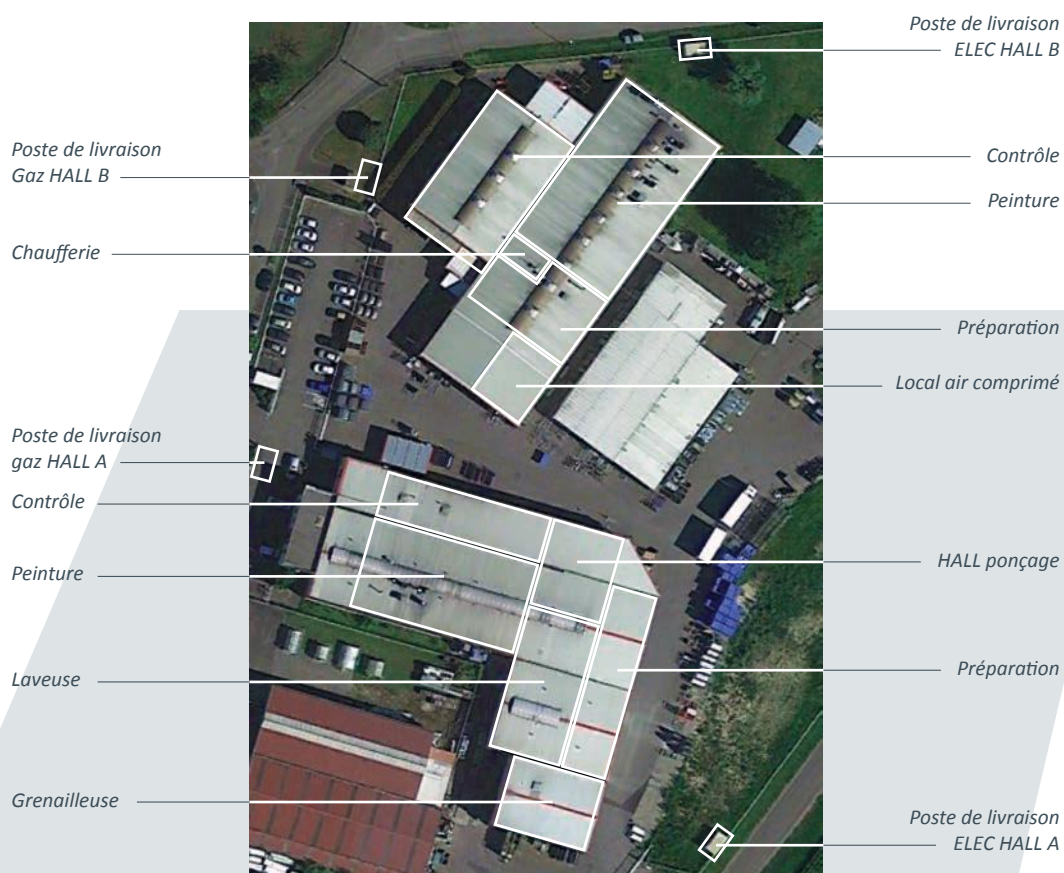 Poste de livraison
ELEC HALL B
Poste de livraison
Gaz HALL B
Contrôle
Peinture
Chaufferie
Préparation
Local air comprimé
Poste de livraison
gaz HALL A
Contrôle
Peinture
HALL ponçage
Laveuse
Préparation
Grenailleuse
Poste de livraison
ELEC HALL A